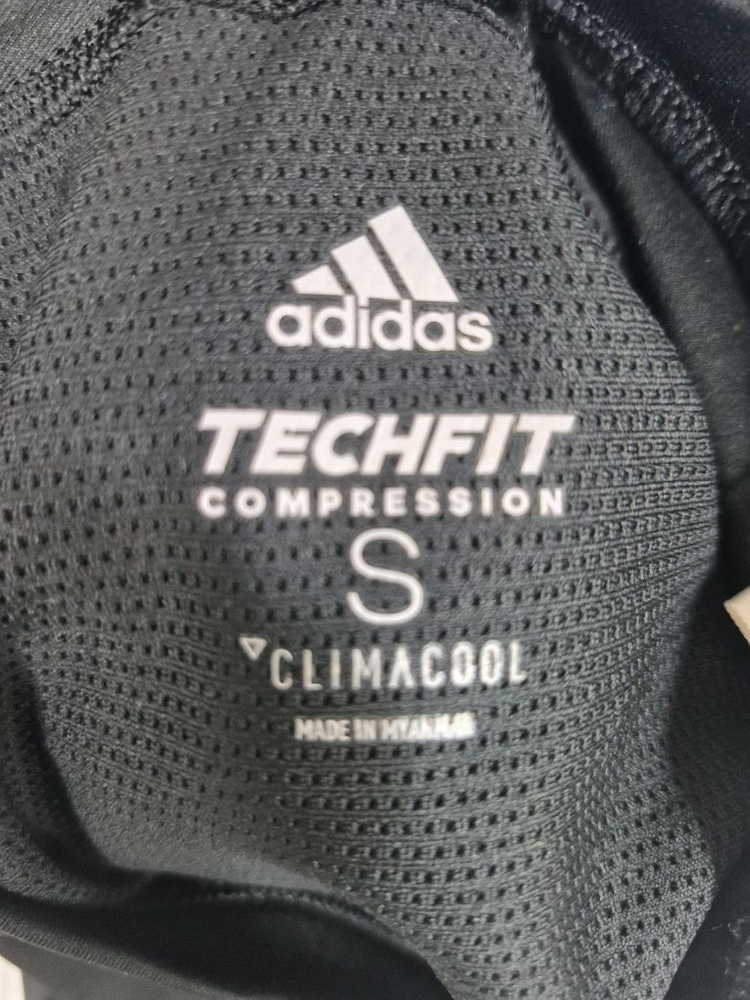 adidas
TECHFIT
COMPRESSION
S
CLIMACOOL
MADE IN MYANMAR